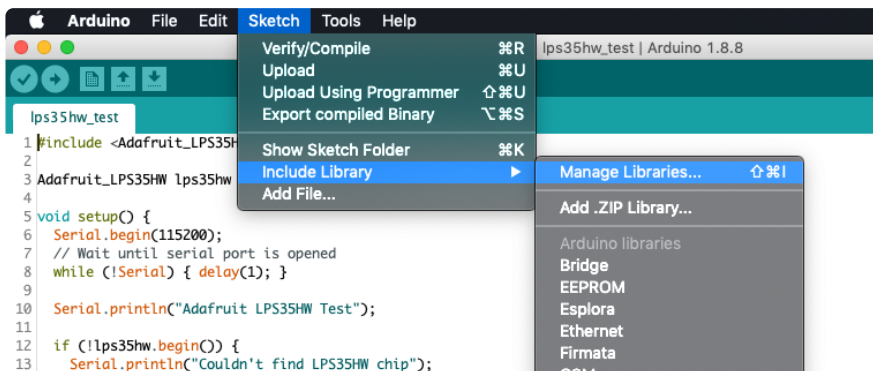 Arduino File Edit Sketch Tools Help
lps35hw_test | Arduino 1.8.8
Verify/Compile ⌘R
Upload ⌘U
Upload Using Programmer ⇧⌘U
Export compiled Binary ⌥⌘S
Show Sketch Folder ⌘K
Include Library ▶
Add File...
Manage Libraries... ⇧⌘I
Add .ZIP Library...
Arduino libraries
Bridge
EEPROM
Esplora
Ethernet
Firmata
lps35hw_test
1 #include <Adafruit_LPS35H
2
3 Adafruit_LPS35HW lps35hw
4
5 void setup() {
6 Serial.begin(115200);
7 // Wait until serial port is opened
8 while (!Serial) { delay(1); }
9
10 Serial.println("Adafruit LPS35HW Test");
11
12 if (!lps35hw.begin()) {
13 Serial.println("Couldn't find LPS35HW chip");